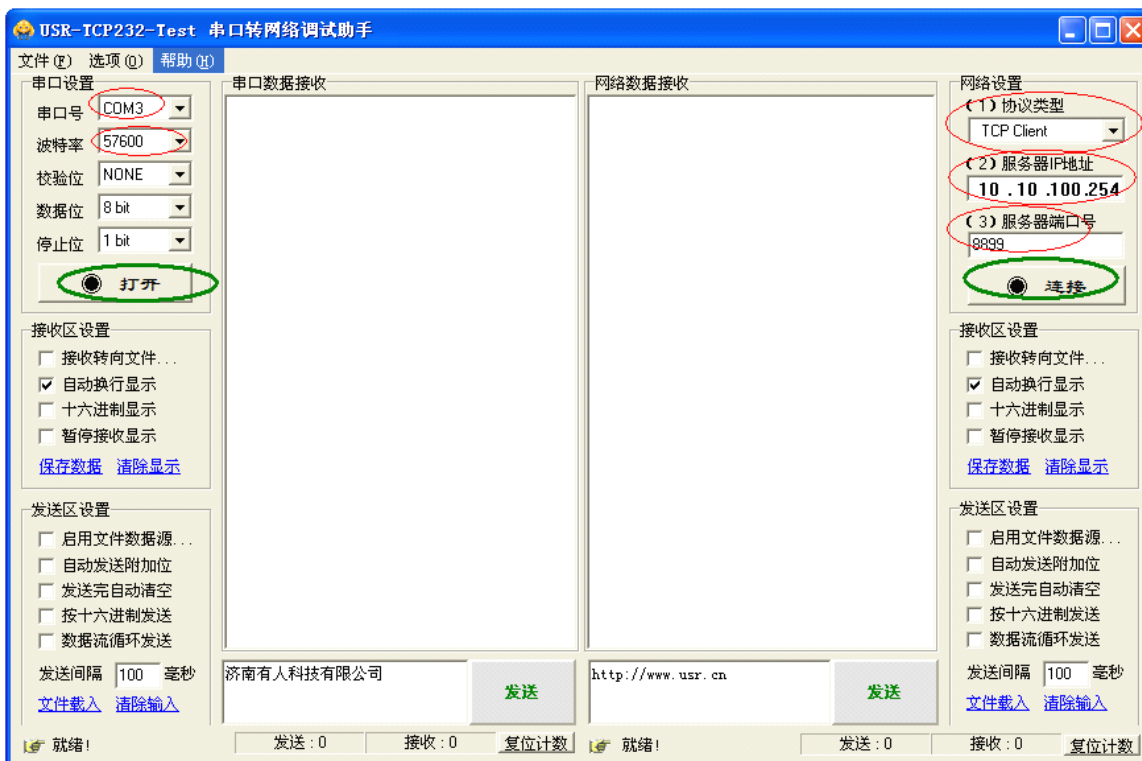 USR-TCP232-Test 串口转网络调试助手
文件(F) 选项(O) 帮助(H)
串口设置
串口号 COM3
波特率 57600
校验位 NONE
数据位 8 bit
停止位 1 bit
打开
接收区设置
接收转向文件...
自动换行显示
十六进制显示
暂停接收显示
保存数据 清除显示
发送区设置
启用文件数据源...
自动发送附加位
发送完自动清空
按十六进制发送
数据流循环发送
发送间隔 100 毫秒
文件载入 清除输入
串口数据接收
济南有人科技有限公司
发送
网络数据接收
http://www.usr.cn
发送
网络设置
(1)协议类型
TCP Client
(2)服务器IP地址
10 .10 .100.254
(3)服务器端口号
8899
连接
接收区设置
接收转向文件...
自动换行显示
十六进制显示
暂停接收显示
保存数据 清除显示
发送区设置
启用文件数据源...
自动发送附加位
发送完自动清空
按十六进制发送
数据流循环发送
发送间隔 100 毫秒
文件载入 清除输入
就绪! 发送:0 接收:0 复位计数
就绪! 发送:0 接收:0 复位计数